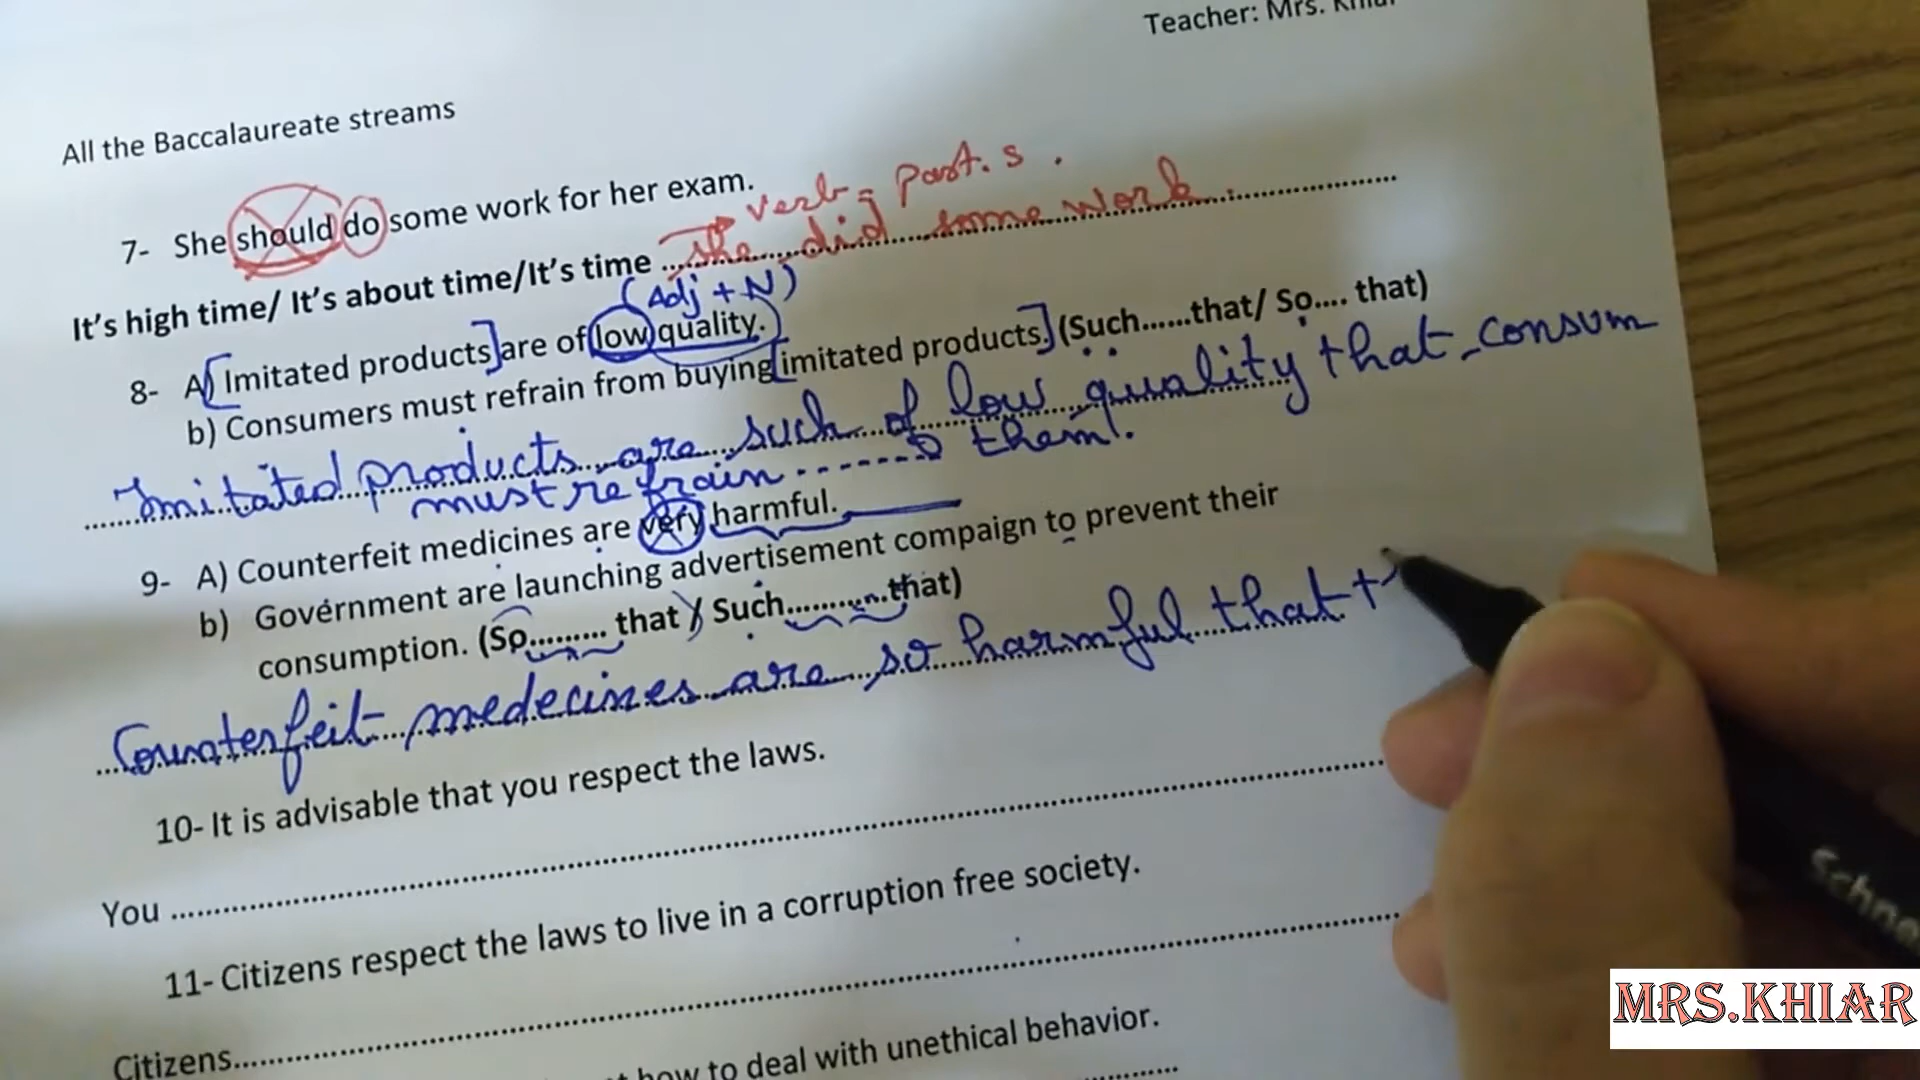 Teacher: Mrs. Khiar
All the Baccalaureate streams
7- She should do some work for her exam.
verb = past. s.
It's high time/ It's about time/It's time she did some work.
(Adj + N)
8- A) Imitated products are of low quality.
b) Consumers must refrain from buying imitated products. (Such......that/ So.... that)
Imitated products are such of low quality that consum
must refrain ------- them.
9- A) Counterfeit medicines are very harmful.
b) Government are launching advertisement compaign to prevent their
consumption. (So......... that / Such............that)
Counterfeit medecines are so harmful that
10- It is advisable that you respect the laws.
You ......................................................
11- Citizens respect the laws to live in a corruption free society.
Citizens......................................................
how to deal with unethical behavior.
Schne
MRS.KHIAR